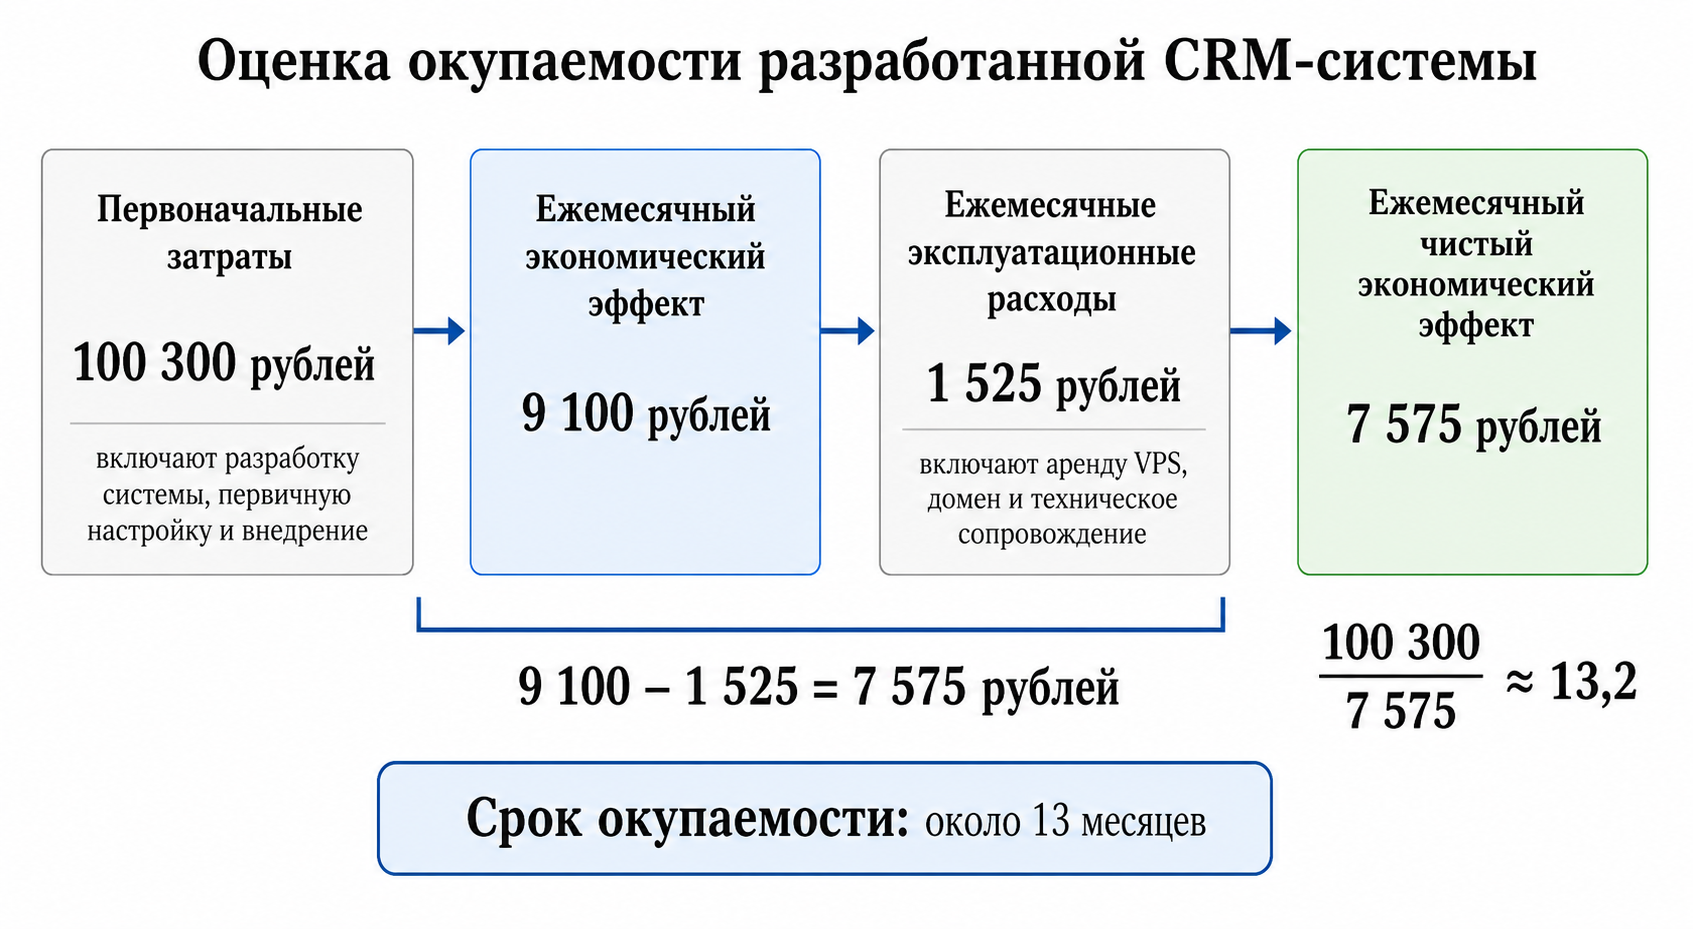 Оценка окупаемости разработанной CRM-системы
Первоначальные
затраты
100 300 рублей
включают разработку
системы, первичную
настройку и внедрение
Ежемесячный
экономический
эффект
9 100 рублей
Ежемесячные
эксплуатационные
расходы
1 525 рублей
включают аренду VPS,
домен и техническое
сопровождение
Ежемесячный
чистый
экономический
эффект
7 575 рублей
9 100 – 1 525 = 7 575 рублей
100 300
7 575
≈ 13,2
Срок окупаемости: около 13 месяцев